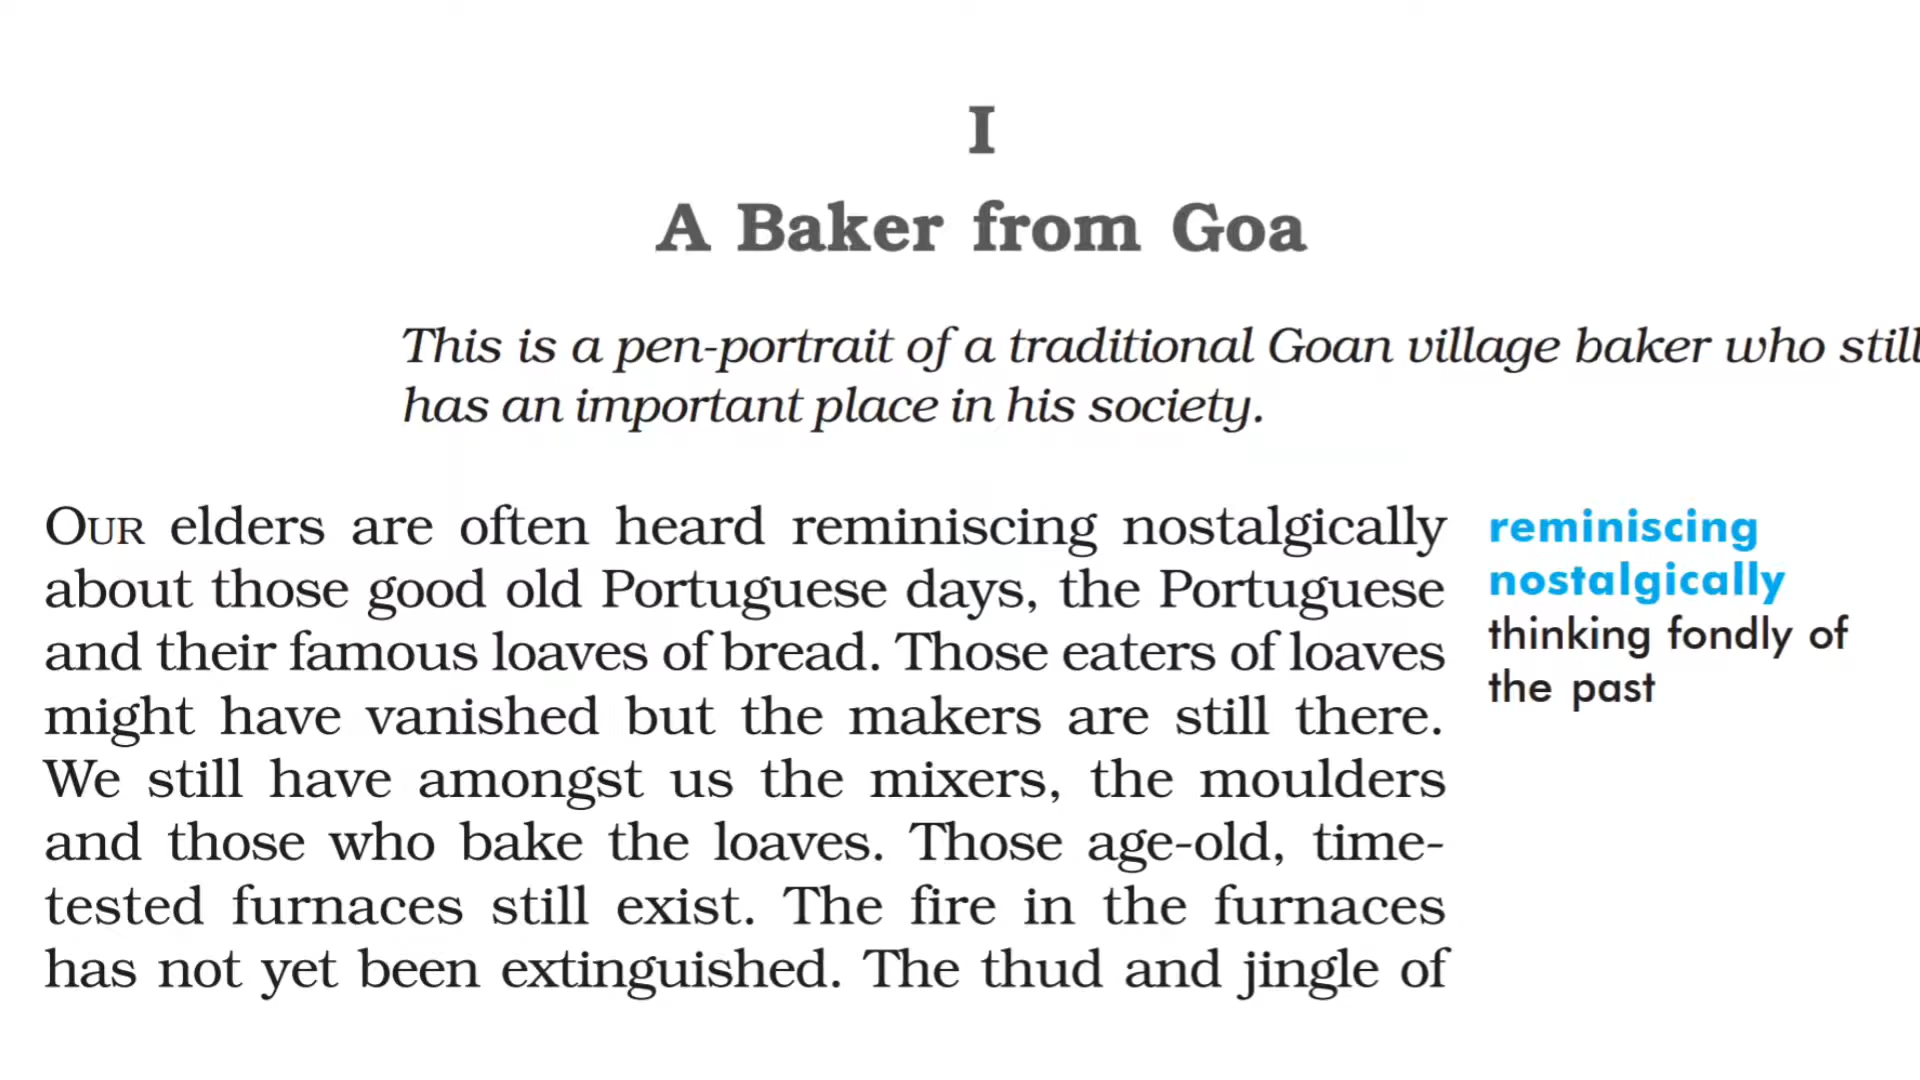 I
A Baker from Goa
This is a pen-portrait of a traditional Goan village baker who still
has an important place in his society.
OUR elders are often heard reminiscing nostalgically
about those good old Portuguese days, the Portuguese
and their famous loaves of bread. Those eaters of loaves
might have vanished but the makers are still there.
We still have amongst us the mixers, the moulders
and those who bake the loaves. Those age-old, time-
tested furnaces still exist. The fire in the furnaces
has not yet been extinguished. The thud and jingle of
reminiscing
nostalgically
thinking fondly of
the past